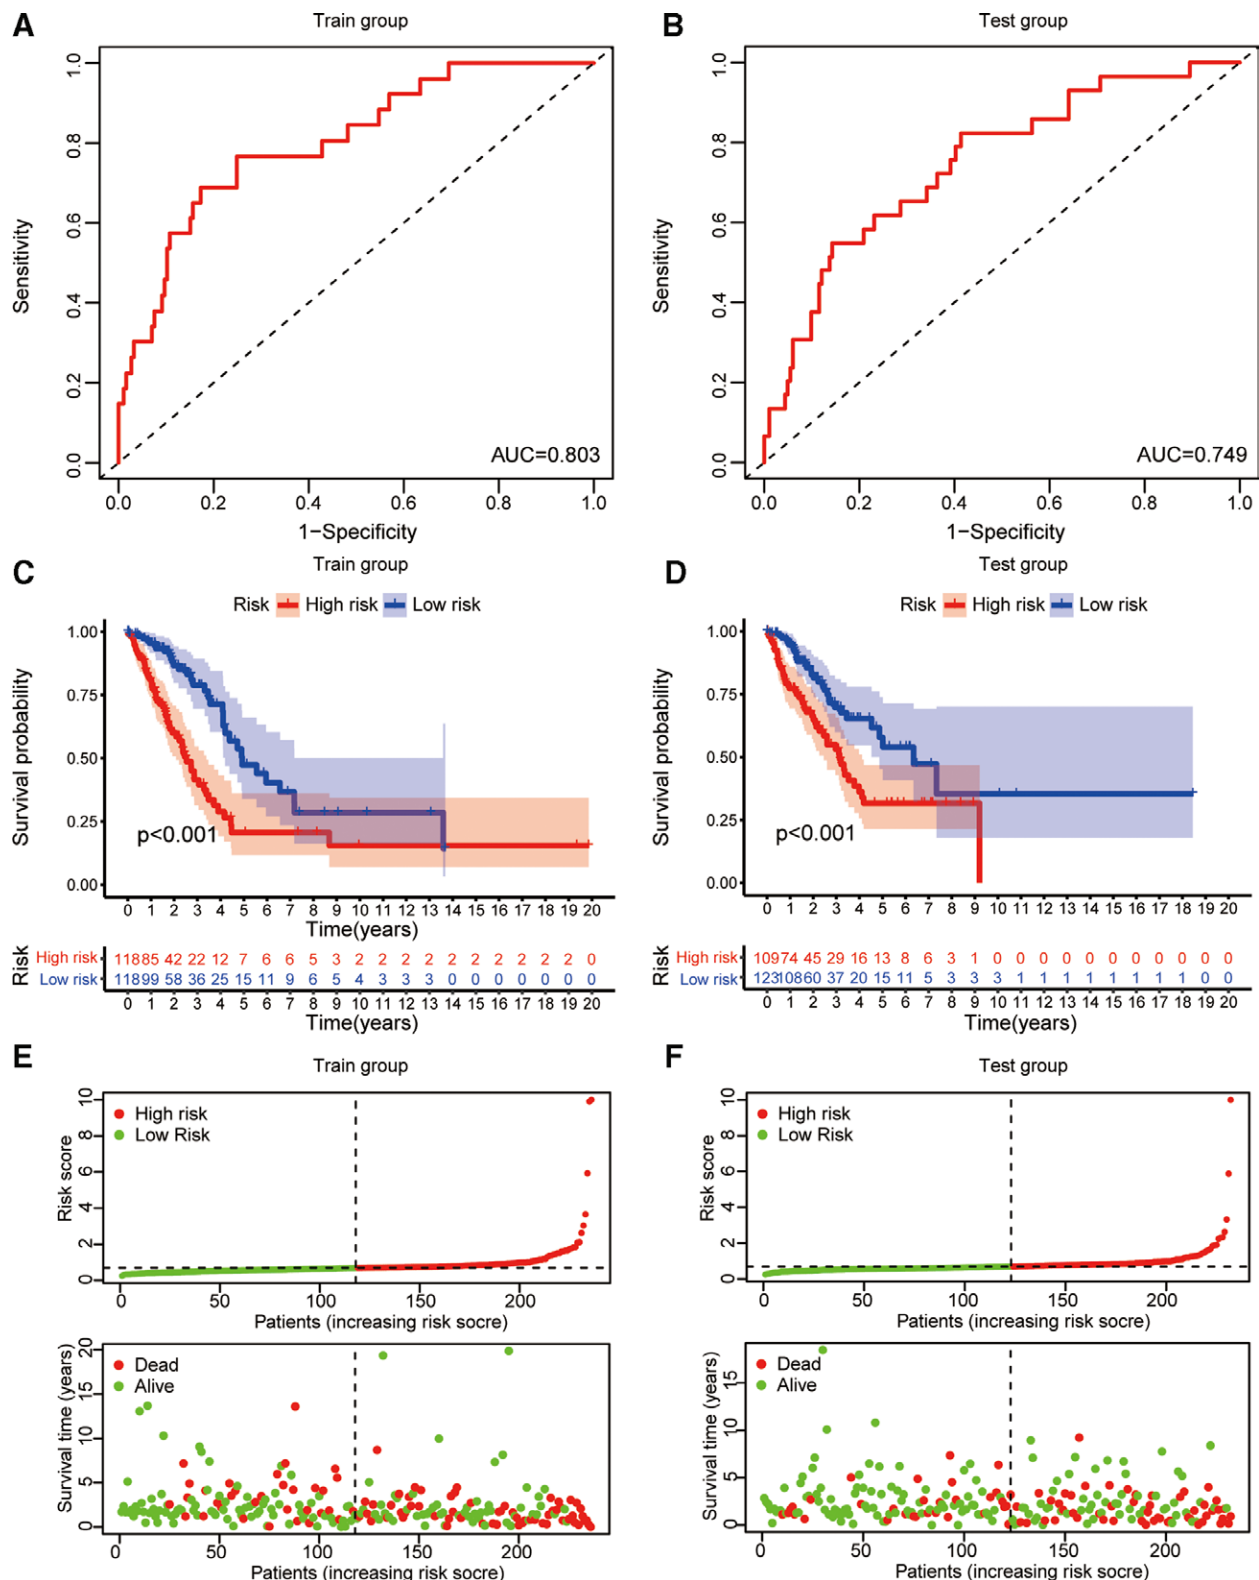 A
Train group
1.0
0.8
0.6
0.4
0.2
0.0
Sensitivity
AUC=0.803
0.0 0.2 0.4 0.6 0.8 1.0
1−Specificity
B
Test group
1.0
0.8
0.6
0.4
0.2
0.0
Sensitivity
AUC=0.749
0.0 0.2 0.4 0.6 0.8 1.0
1−Specificity
C
Train group
Risk High risk Low risk
1.00
0.75
0.50
0.25
0.00
Survival probability
p<0.001
0 1 2 3 4 5 6 7 8 9 10 11 12 13 14 15 16 17 18 19 20
Time(years)
Risk
High risk 118 85 42 22 12 7 6 6 5 3 2 2 2 2 2 2 2 2 2 2 0
Low risk 118 99 58 36 25 15 11 9 6 5 4 3 3 3 0 0 0 0 0 0 0
0 1 2 3 4 5 6 7 8 9 10 11 12 13 14 15 16 17 18 19 20
Time(years)
D
Test group
Risk High risk Low risk
1.00
0.75
0.50
0.25
0.00
Survival probability
p<0.001
0 1 2 3 4 5 6 7 8 9 10 11 12 13 14 15 16 17 18 19 20
Time(years)
Risk
High risk 109 74 45 29 16 13 8 6 3 1 0 0 0 0 0 0 0 0 0 0 0
Low risk 123 108 60 37 20 15 11 5 3 3 3 1 1 1 1 1 1 1 1 0 0
0 1 2 3 4 5 6 7 8 9 10 11 12 13 14 15 16 17 18 19 20
Time(years)
E
Train group
High risk
Low Risk
10
8
6
4
2
0
Risk score
0 50 100 150 200
Patients (increasing risk socre)
Dead
Alive
20
15
10
5
0
Survival time (years)
0 50 100 150 200
Patients (increasing risk socre)
F
Test group
High risk
Low Risk
10
8
6
4
2
0
Risk score
0 50 100 150 200
Patients (increasing risk socre)
Dead
Alive
15
10
5
0
Survival time (years)
0 50 100 150 200
Patients (increasing risk socre)